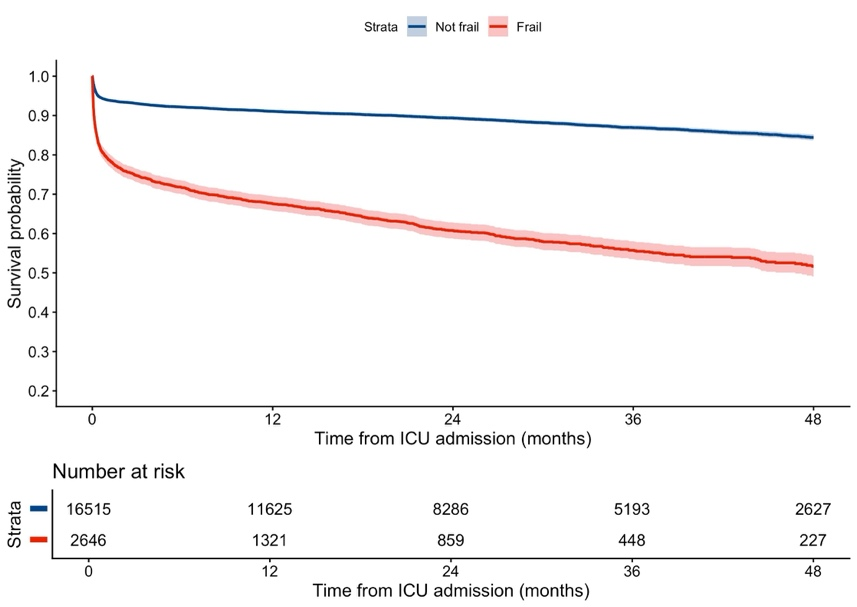 Strata Not frail Frail
1.0
0.9
0.8
0.7
0.6
0.5
0.4
0.3
0.2
Survival probability
0 12 24 36 48
Time from ICU admission (months)
Number at risk
Strata
16515 11625 8286 5193 2627
2646 1321 859 448 227
0 12 24 36 48
Time from ICU admission (months)